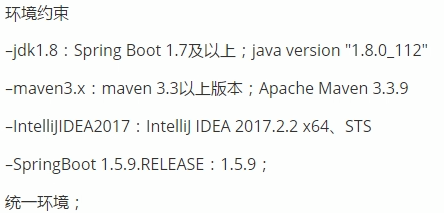 环境约束
–jdk1.8：Spring Boot 1.7及以上；java version "1.8.0_112"
–maven3.x：maven 3.3以上版本；Apache Maven 3.3.9
–IntelliJIDEA2017：IntelliJ IDEA 2017.2.2 x64、STS
–SpringBoot 1.5.9.RELEASE：1.5.9；
统一环境；